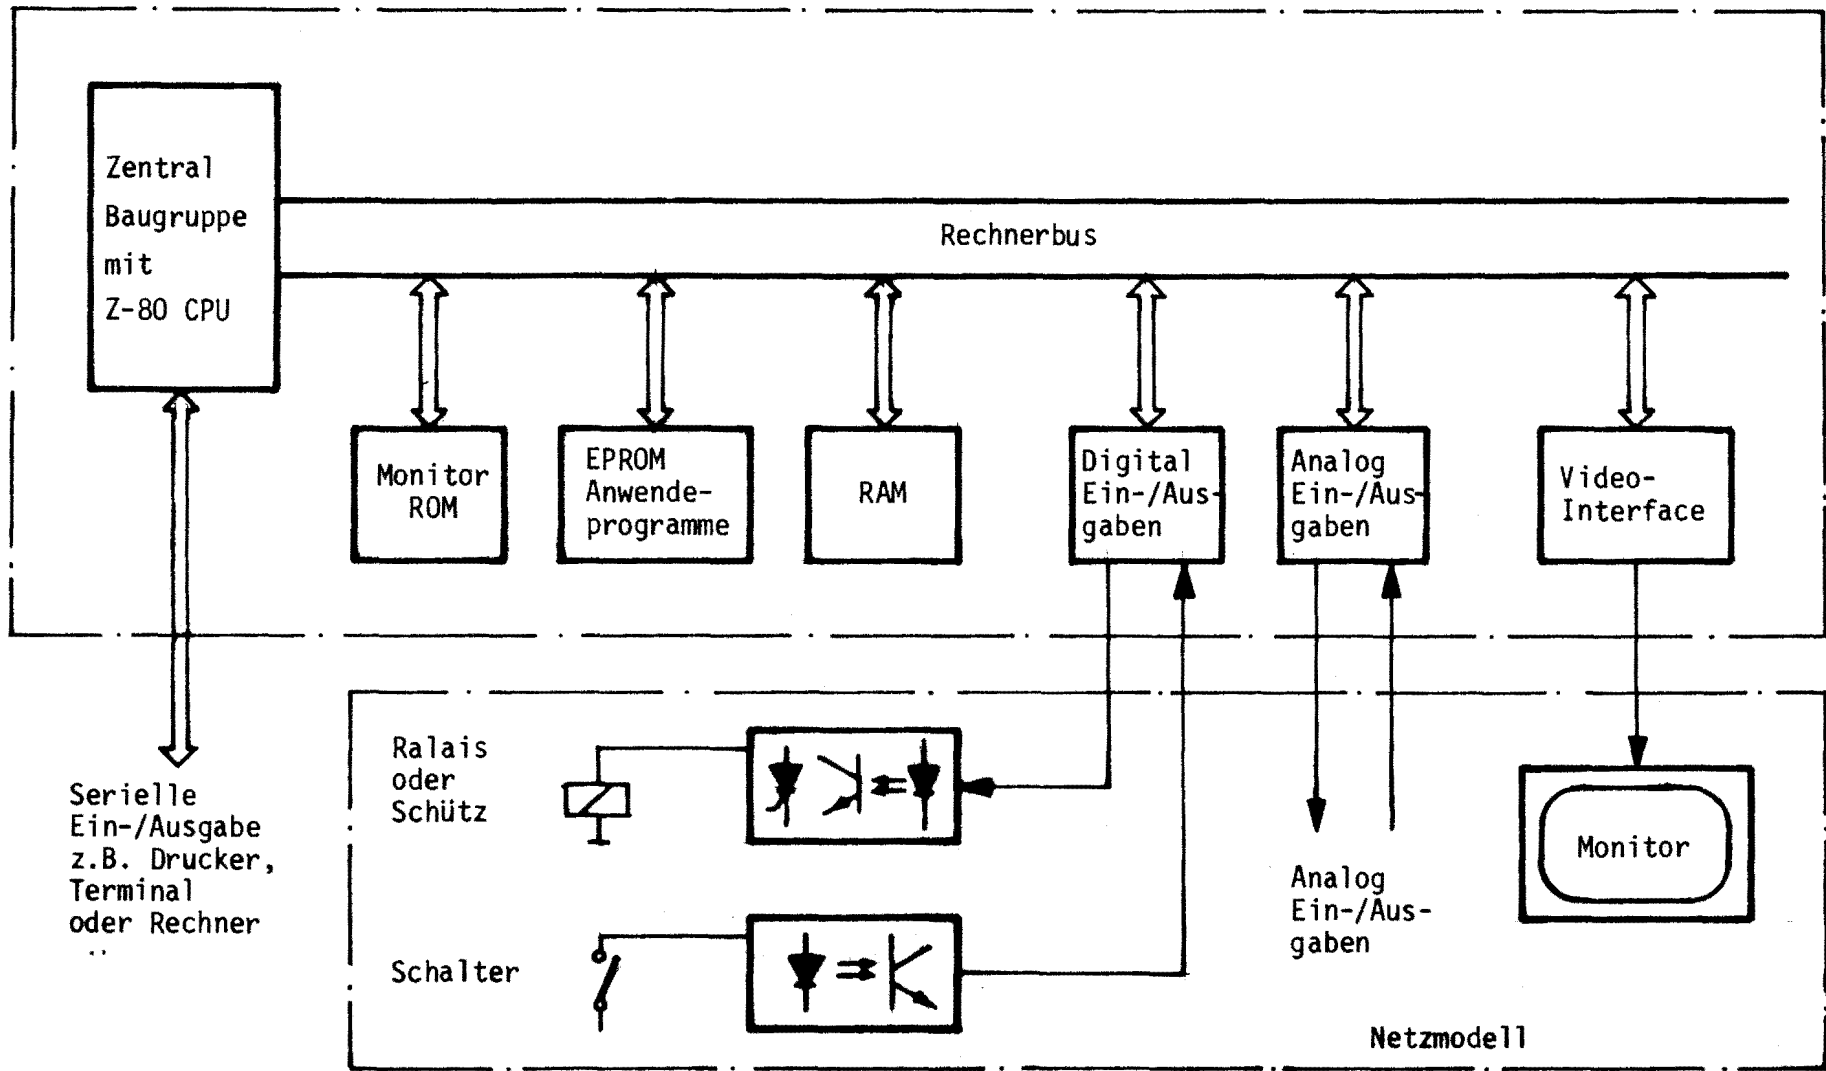 Zentral
Baugruppe
mit
Z-80 CPU
Rechnerbus
Monitor
ROM
EPROM
Anwende-
programme
RAM
Digital
Ein-/Aus-
gaben
Analog
Ein-/Aus-
gaben
Video-
Interface
Serielle
Ein-/Ausgabe
z.B. Drucker,
Terminal
oder Rechner
Ralais
oder
Schütz
Schalter
Analog
Ein-/Aus-
gaben
Monitor
Netzmodell